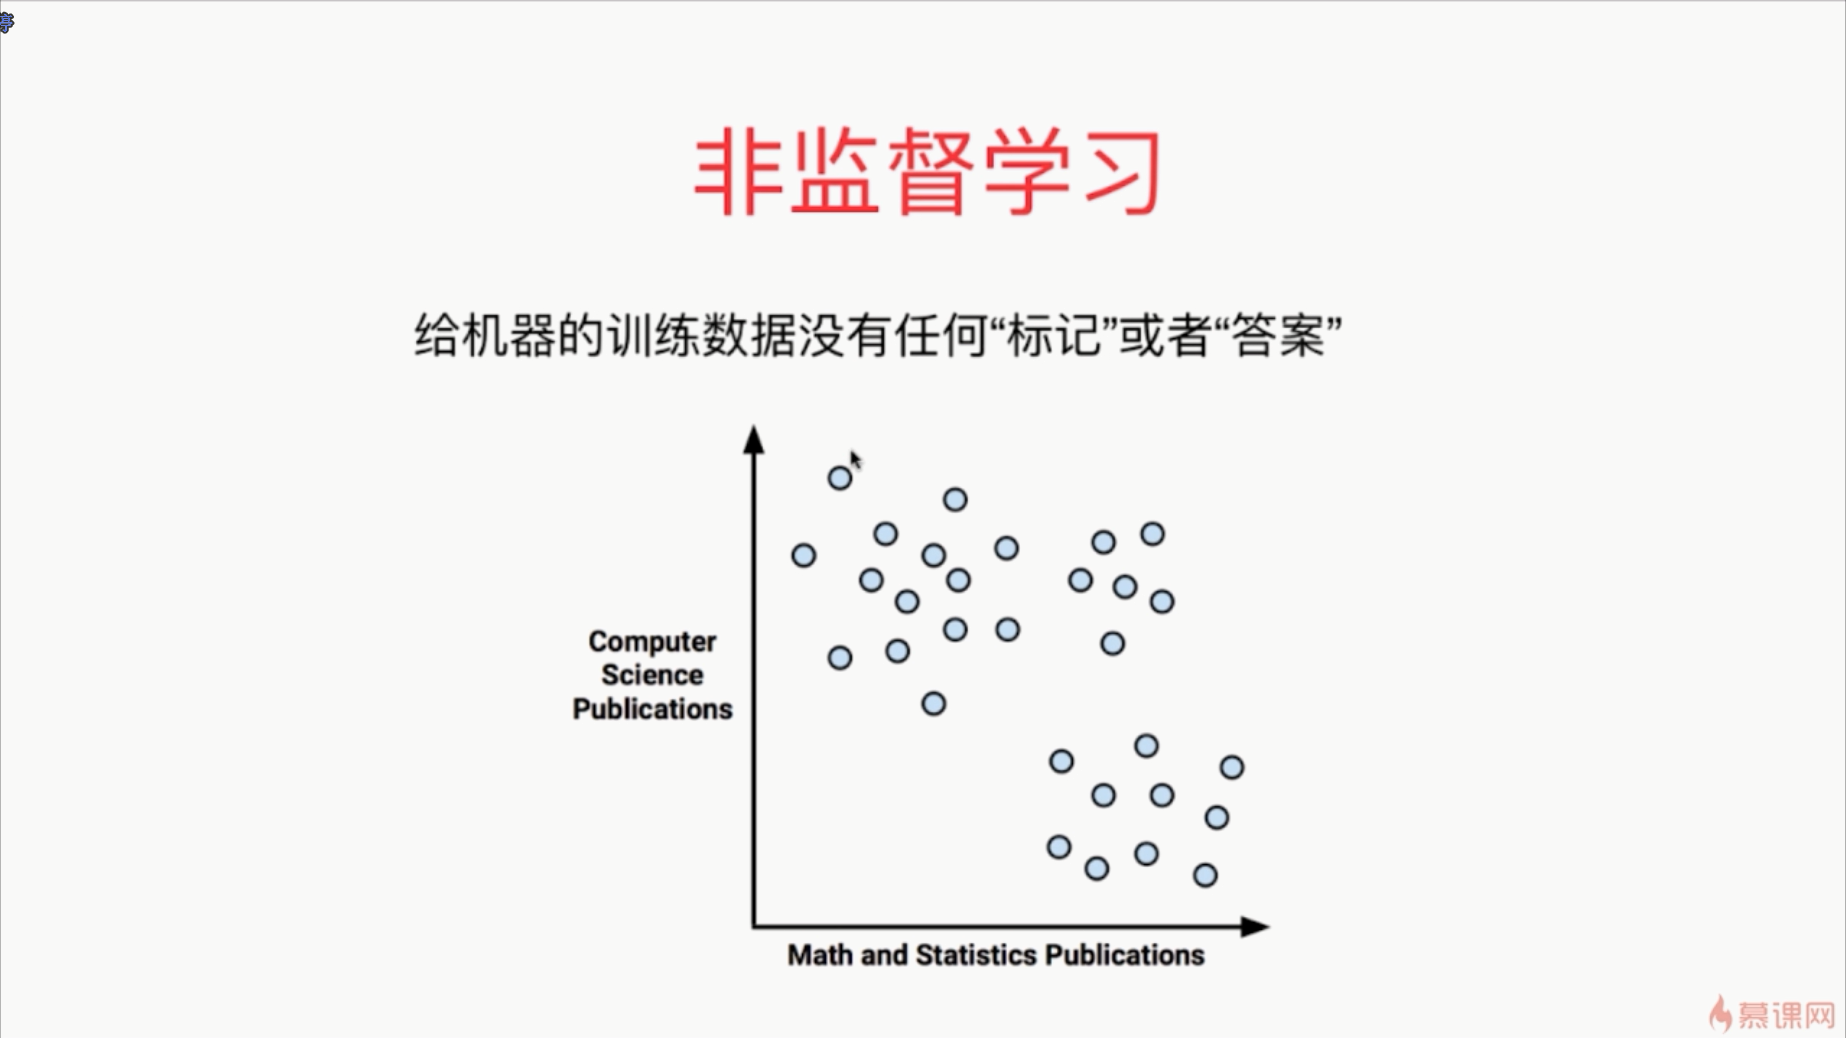 亭
非监督学习
给机器的训练数据没有任何“标记”或者“答案”
Computer
Science
Publications
Math and Statistics Publications
慕课网